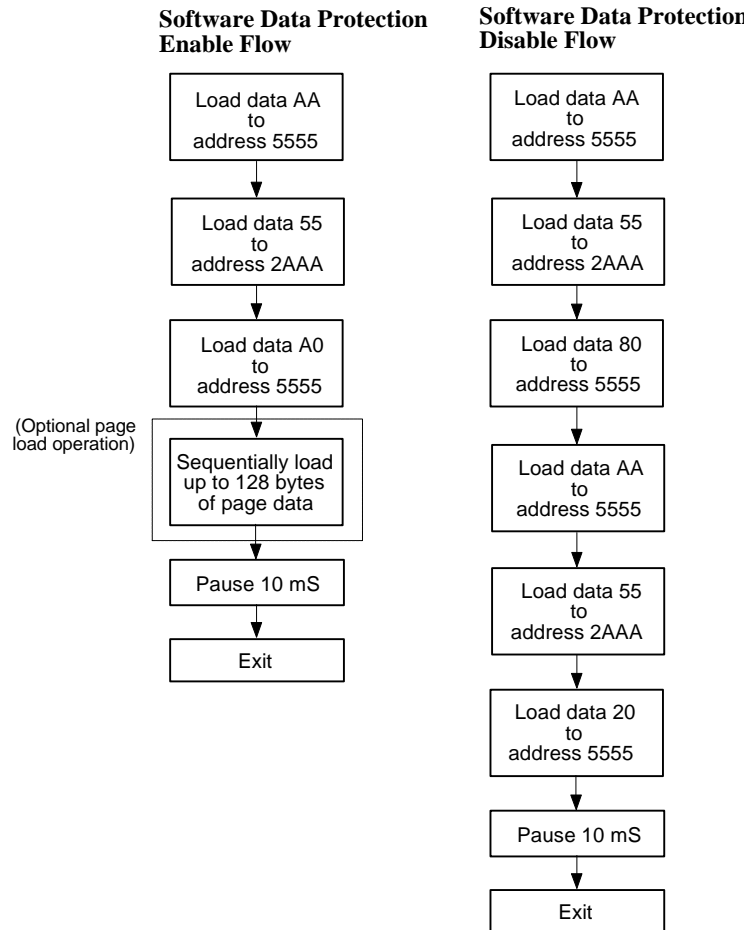 Software Data Protection
Enable Flow
Load data AA
to
address 5555
Load data 55
to
address 2AAA
Load data A0
to
address 5555
(Optional page
load operation)
Sequentially load
up to 128 bytes
of page data
Pause 10 mS
Exit
Software Data Protection
Disable Flow
Load data AA
to
address 5555
Load data 55
to
address 2AAA
Load data 80
to
address 5555
Load data AA
to
address 5555
Load data 55
to
address 2AAA
Load data 20
to
address 5555
Pause 10 mS
Exit